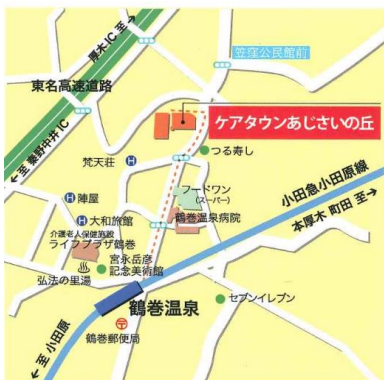 厚木IC 至→
笠窪公民館前
東名高速道路
ケアタウンあじさいの丘
←至 秦野中井IC
つる寿し
梵天荘
フードワン
(スーパー)
小田急小田原線
本厚木 町田 至→
陣屋
鶴巻温泉病院
大和旅館
介護老人保健施設
ライフプラザ鶴巻
宮永岳彦
記念美術館
弘法の里湯
鶴巻温泉
セブンイレブン
鶴巻郵便局
←至 小田原